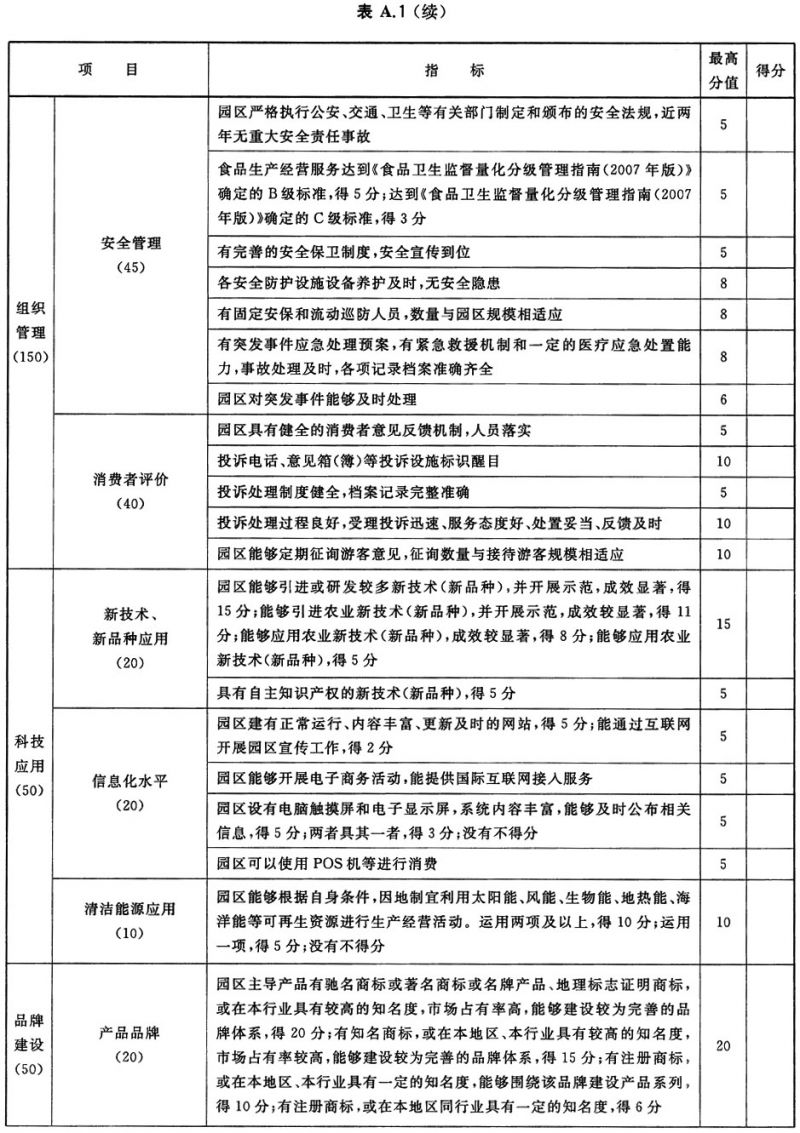 表 A.1（续）
项 目
指 标
最高
分值
得分
组织
管理
(150)
安全管理
(45)
园区严格执行公安、交通、卫生等有关部门制定和颁布的安全法规,近两
年无重大安全责任事故
5
食品生产经营服务达到《食品卫生监督量化分级管理指南(2007 年版)》
确定的 B 级标准,得 5 分;达到《食品卫生监督量化分级管理指南(2007
年版)》确定的 C 级标准,得 3 分
5
有完善的安全保卫制度,安全宣传到位
5
各安全防护设施设备养护及时,无安全隐患
8
有固定安保和流动巡防人员,数量与园区规模相适应
8
有突发事件应急处理预案,有紧急救援机制和一定的医疗应急处置能
力,事故处理及时,各项记录档案准确齐全
8
园区对突发事件能够及时处理
6
消费者评价
(40)
园区具有健全的消费者意见反馈机制,人员落实
5
投诉电话、意见箱(簿)等投诉设施标识醒目
10
投诉处理制度健全,档案记录完整准确
5
投诉处理过程良好,受理投诉迅速、服务态度好、处置妥当、反馈及时
10
园区能够定期征询游客意见,征询数量与接待游客规模相适应
10
科技
应用
(50)
新技术、
新品种应用
(20)
园区能够引进或研发较多新技术(新品种),并开展示范,成效显著,得
15 分;能够引进农业新技术(新品种),并开展示范,成效较显著,得 11
分;能够应用农业新技术(新品种),成效较显著,得 8 分;能够应用农业
新技术(新品种),得 5 分
15
具有自主知识产权的新技术(新品种),得 5 分
5
信息化水平
(20)
园区建有正常运行、内容丰富、更新及时的网站,得 5 分;能通过互联网
开展园区宣传工作,得 2 分
5
园区能够开展电子商务活动,能提供国际互联网接入服务
5
园区设有电脑触摸屏和电子显示屏,系统内容丰富,能够及时公布相关
信息,得 5 分;两者具其一者,得 3 分;没有不得分
5
园区可以使用 POS 机等进行消费
5
清洁能源应用
(10)
园区能够根据自身条件,因地制宜利用太阳能、风能、生物能、地热能、海
洋能等可再生资源进行生产经营活动。运用两项及以上,得 10 分;运用
一项,得 5 分;没有不得分
10
品牌
建设
(50)
产品品牌
(20)
园区主导产品有驰名商标或著名商标或名牌产品、地理标志证明商标,
或在本行业具有较高的知名度,市场占有率高,能够建设较为完善的品
牌体系,得 20 分;有知名商标,或在本地区、本行业具有较高的知名度,
市场占有率较高,能够建设较为完善的品牌体系,得 15 分;有注册商标,
或在本地区、本行业具有一定的知名度,能够围绕该品牌建设产品系列,
得 10 分;有注册商标,或在本地区同行业具有一定的知名度,得 6 分
20